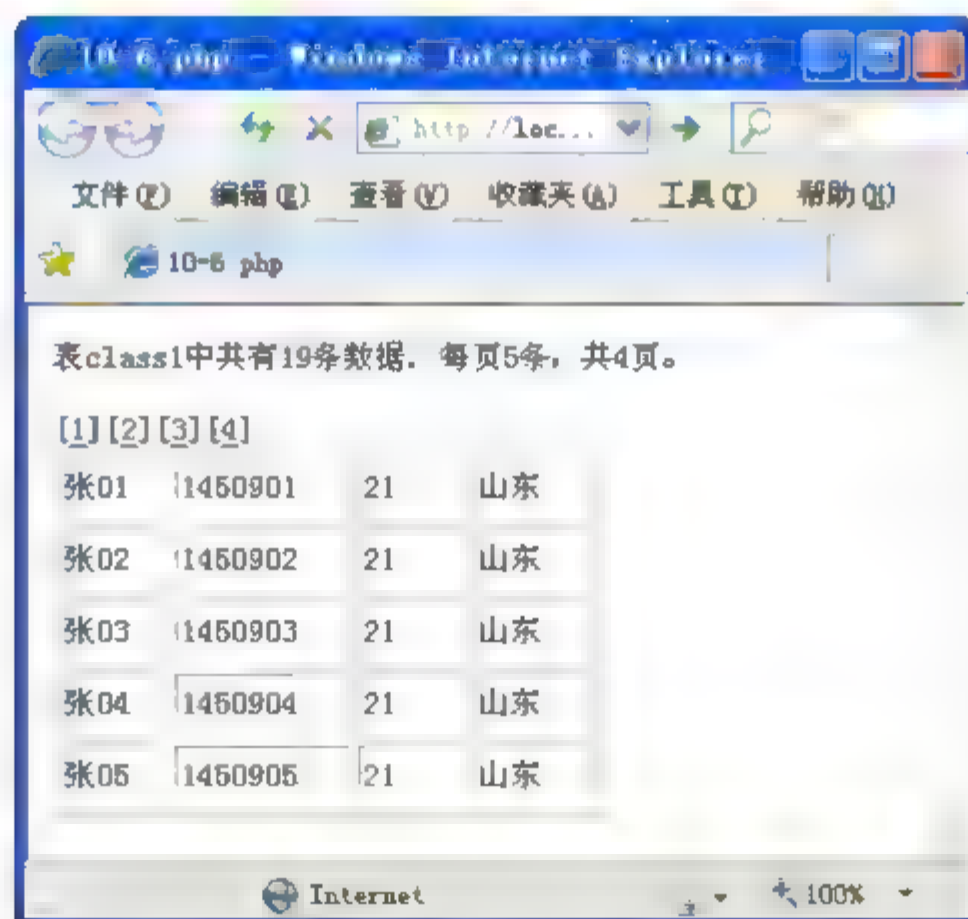 10-6.php - Windows Internet Explorer
http://loc...
文件(F) 编辑(E) 查看(V) 收藏夹(A) 工具(T) 帮助(H)
10-6 php
表class1中共有19条数据. 每页5条, 共4页。
[1][2][3][4]
张01 1450901 21 山东
张02 1450902 21 山东
张03 1450903 21 山东
张04 1450904 21 山东
张05 1450905 21 山东
Internet 100%